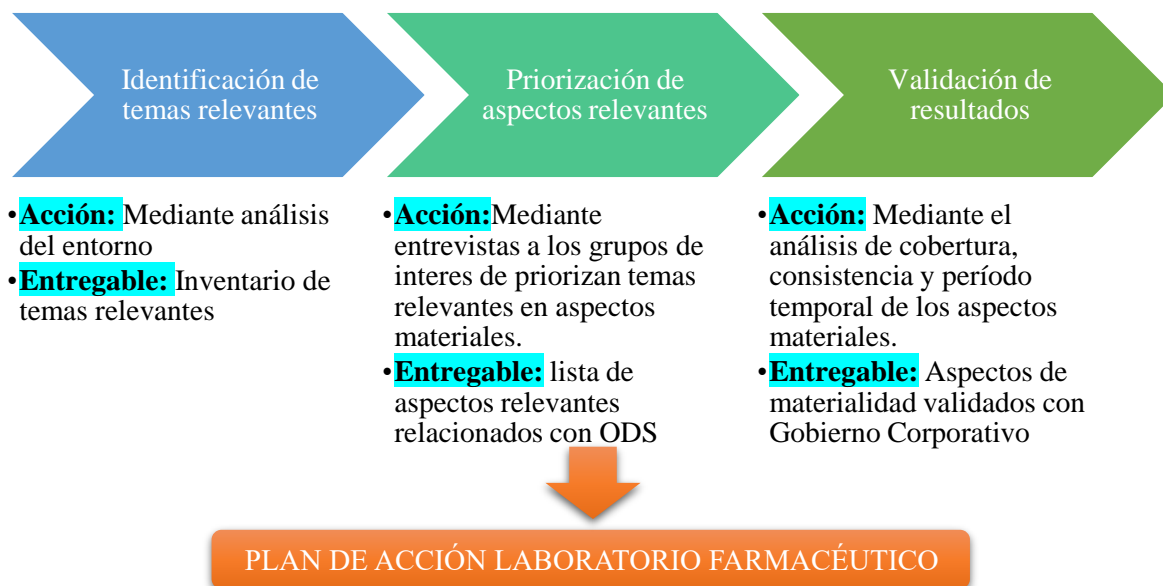 Identificación de
temas relevantes
Priorización de
aspectos relevantes
Validación de
resultados
•Acción: Mediante análisis
del entorno
•Entregable: Inventario de
temas relevantes
•Acción:Mediante
entrevistas a los grupos de
interes de priorizan temas
relevantes en aspectos
materiales.
•Entregable: lista de
aspectos relevantes
relacionados con ODS
•Acción: Mediante el
análisis de cobertura,
consistencia y período
temporal de los aspectos
materiales.
•Entregable: Aspectos de
materialidad validados con
Gobierno Corporativo
PLAN DE ACCIÓN LABORATORIO FARMACÉUTICO